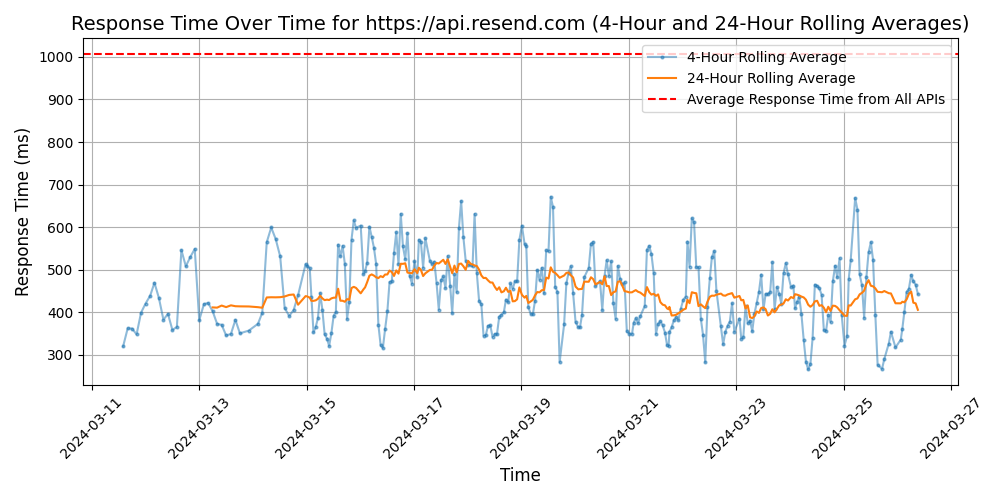 Response Time Over Time for https://api.resend.com (4-Hour and 24-Hour Rolling Averages)
4-Hour Rolling Average
24-Hour Rolling Average
Average Response Time from All APIs
Response Time (ms)
1000
900
800
700
600
500
400
300
2024-03-11
2024-03-13
2024-03-15
2024-03-17
2024-03-19
2024-03-21
2024-03-23
2024-03-25
2024-03-27
Time